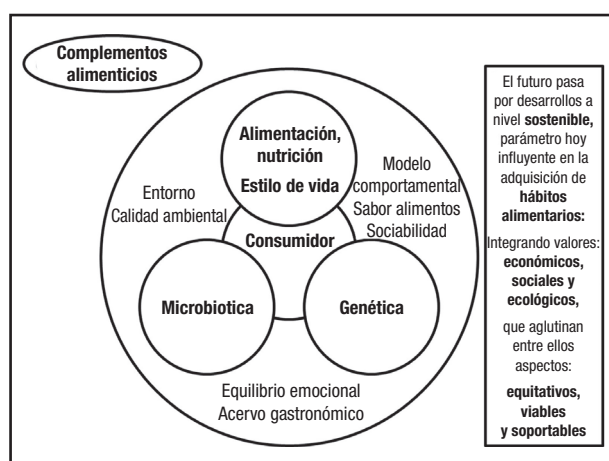 Complementos
alimenticios
Alimentación,
nutrición
Estilo de vida
Entorno
Calidad ambiental
Modelo
comportamental
Sabor alimentos
Sociabilidad
Consumidor
Microbiotica
Genética
Equilibrio emocional
Acervo gastronómico
El futuro pasa
por desarrollos a
nivel sostenible,
parámetro hoy
influyente en la
adquisición de
hábitos
alimentarios:
Integrando valores:
económicos,
sociales y
ecológicos,
que aglutinan
entre ellos
aspectos:
equitativos,
viables
y soportables